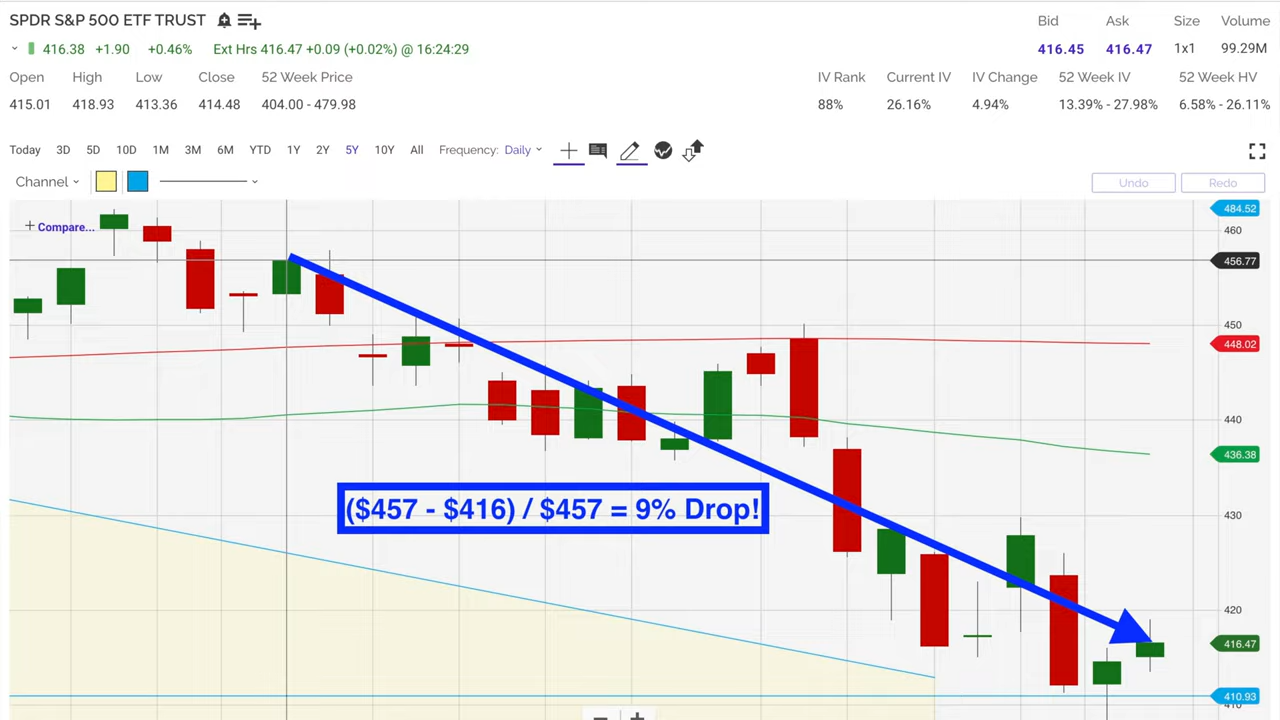 SPDR S&P 500 ETF TRUST
Bid Ask Size Volume
416.38 +1.90 +0.46% Ext Hrs 416.47 +0.09 (+0.02%) @ 16:24:29
416.45 416.47 1x1 99.29M
Open High Low Close 52 Week Price
IV Rank Current IV IV Change 52 Week IV 52 Week HV
415.01 418.93 413.36 414.48 404.00 - 479.98
88% 26.16% 4.94% 13.39% - 27.98% 6.58% - 26.11%
Today 3D 5D 10D 1M 3M 6M YTD 1Y 2Y 5Y 10Y All Frequency: Daily
Channel
Undo Redo
Compare...
484.52
460
456.77
450
448.02
440
436.38
($457 - $416) / $457 = 9% Drop!
430
420
416.47
410.93
410